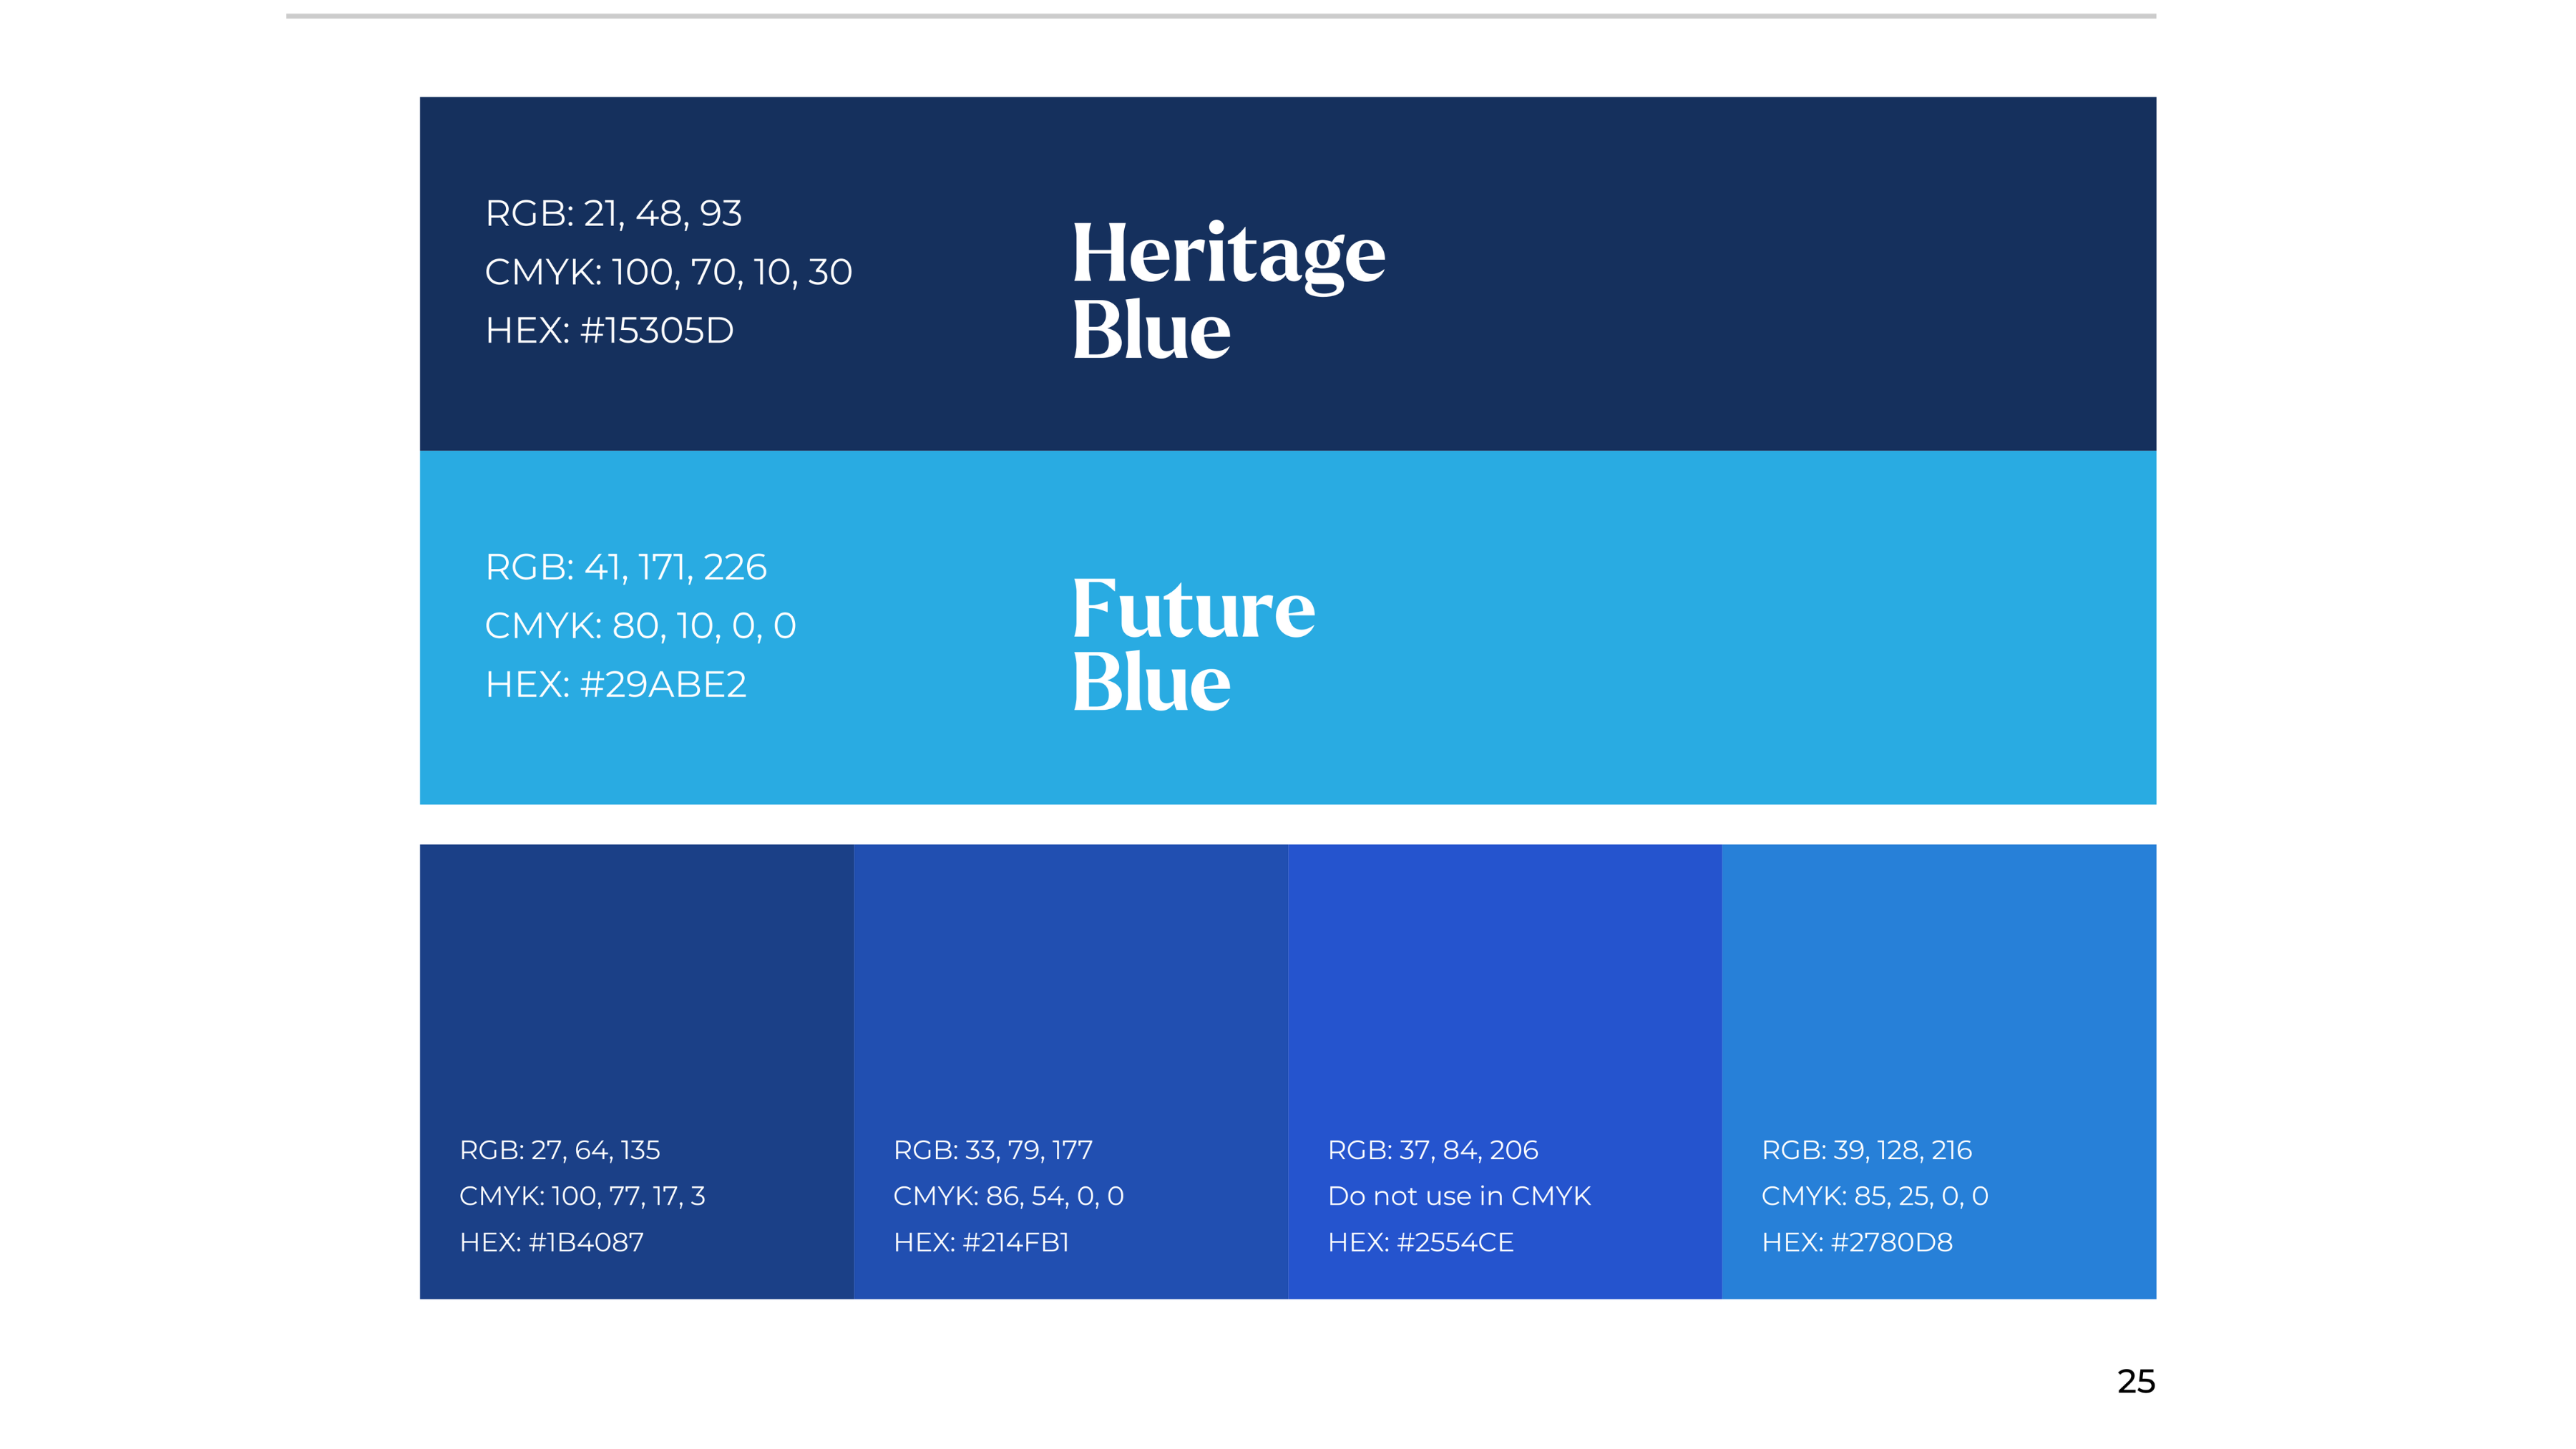 RGB: 21, 48, 93
CMYK: 100, 70, 10, 30
HEX: #15305D
Heritage
Blue
RGB: 41, 171, 226
CMYK: 80, 10, 0, 0
HEX: #29ABE2
Future
Blue
RGB: 27, 64, 135
CMYK: 100, 77, 17, 3
HEX: #1B4087
RGB: 33, 79, 177
CMYK: 86, 54, 0, 0
HEX: #214FB1
RGB: 37, 84, 206
Do not use in CMYK
HEX: #2554CE
RGB: 39, 128, 216
CMYK: 85, 25, 0, 0
HEX: #2780D8
25